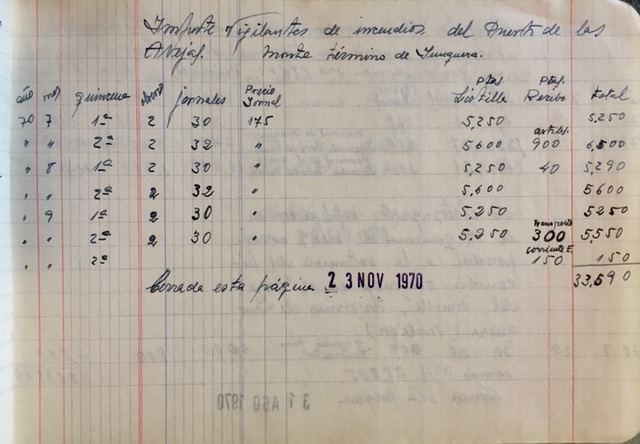 Importe Vigilantes de incendios del Puerto de las
Abejas. Monte Término de Yunquera.
año mes quincena obreros jornales Precio Jornal Ptas Listilla Ptas. Recibo total
70 7 1ª 2 30 175 5,250 5,250
" " 2ª 2 32 " 5,600 900 6,500
" 8 1ª 2 30 " 5,250 40 5,290
" . 2ª 2 32 " 5,600 5600
" 9 1ª 2 30 " 5,250 5250
. . 2ª 2 30 " 5,250 Transporte 300 5,550
. . 2ª corriente E. 150 150
33,590
Cerrada esta página 23 NOV 1970
31 AGO 1970